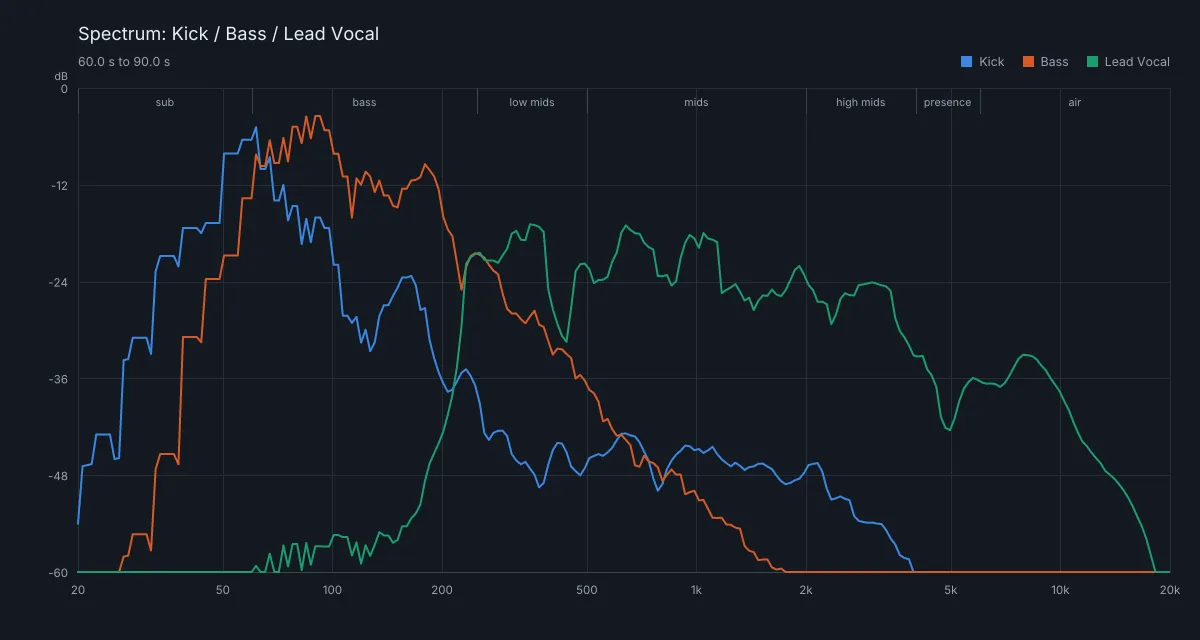 Spectrum: Kick / Bass / Lead Vocal
60.0 s to 90.0 s
Kick Bass Lead Vocal
dB
0
sub bass low mids mids high mids presence air
-12
-24
-36
-48
-60
20 50 100 200 500 1k 2k 5k 10k 20k